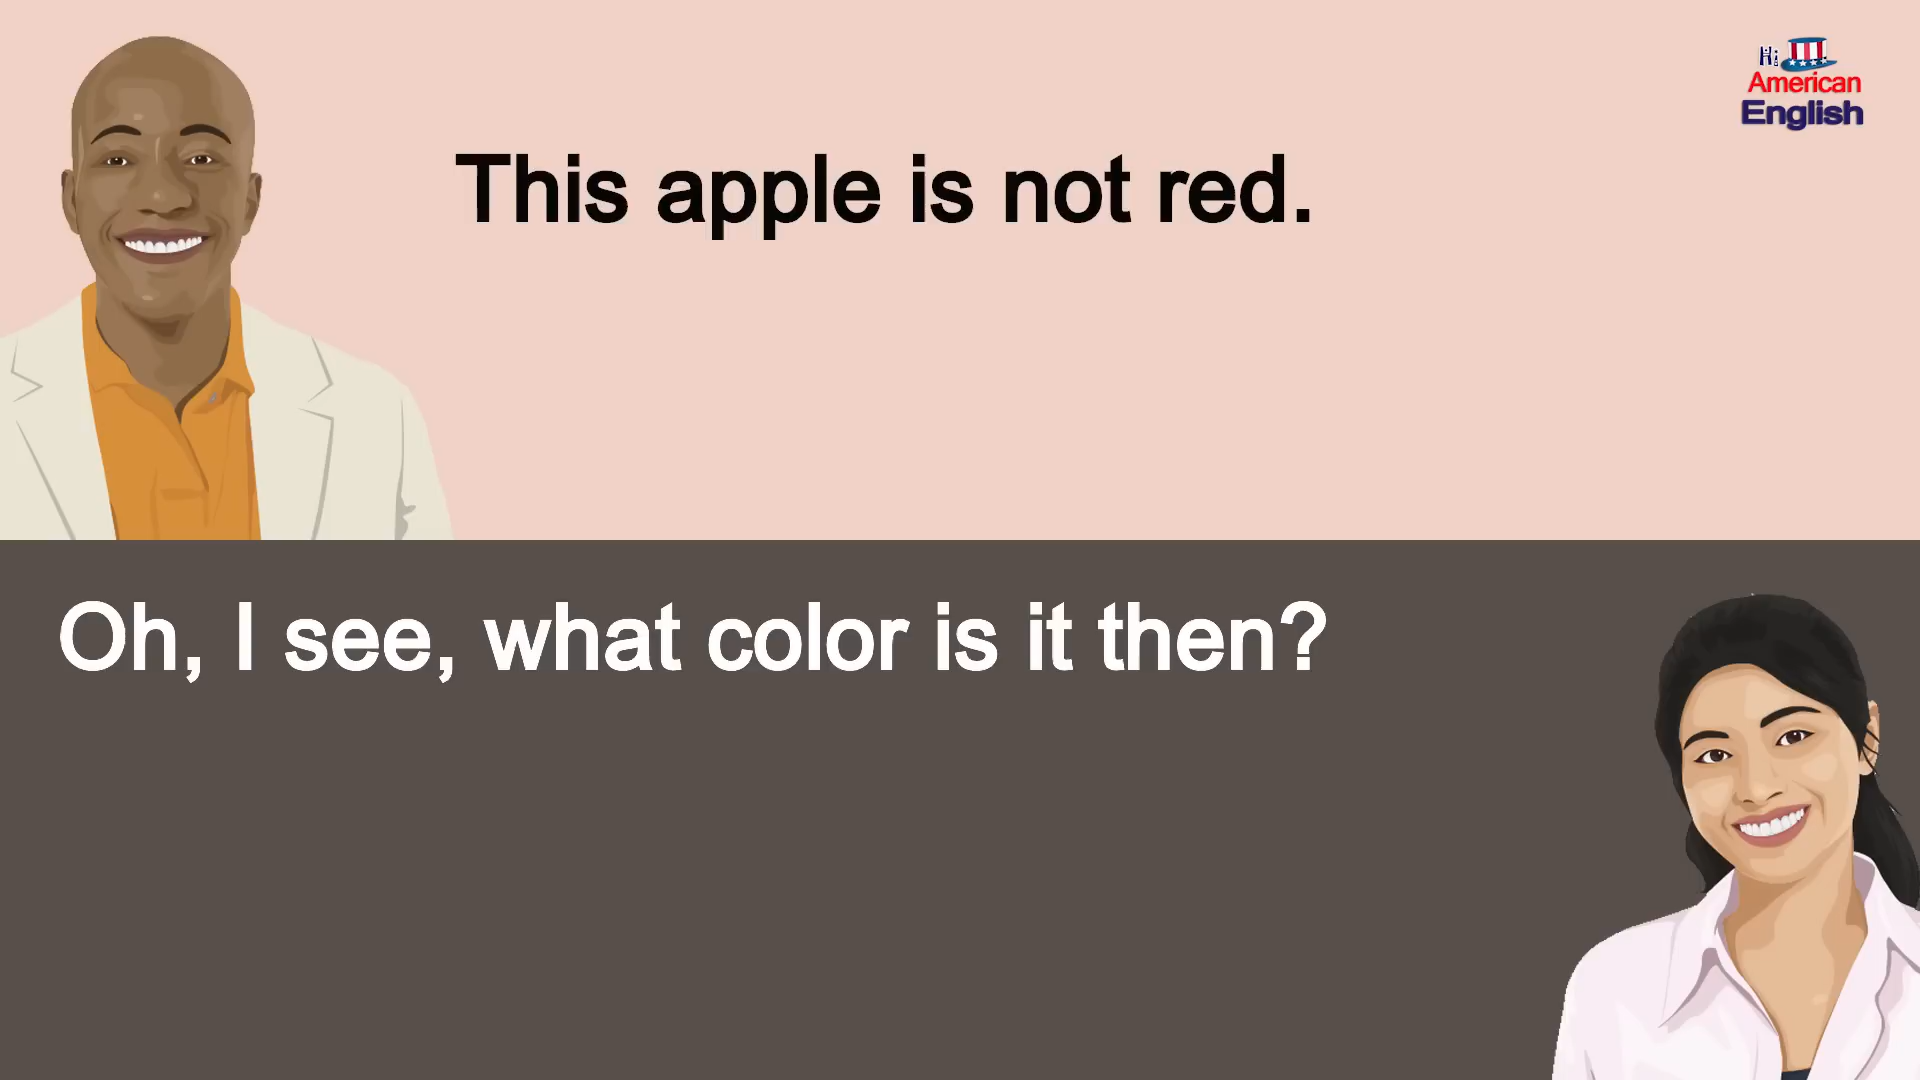 Hi
American
English
This apple is not red.
Oh, I see, what color is it then?